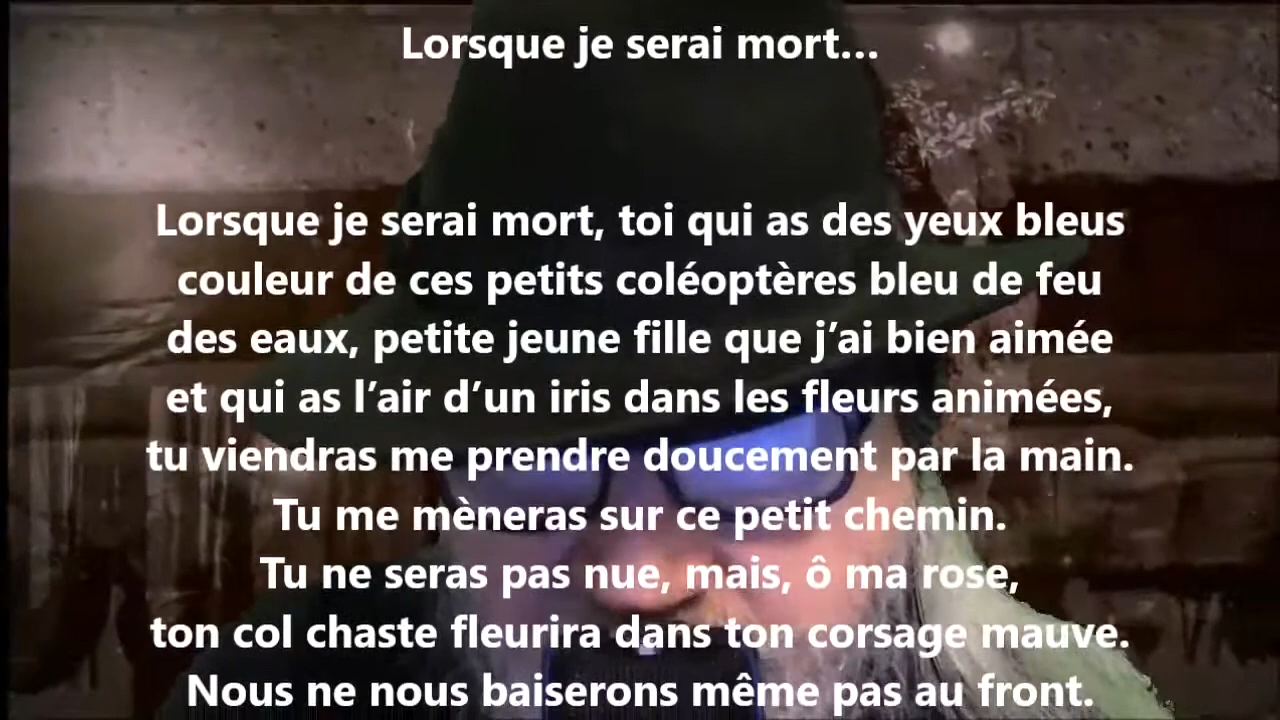 Lorsque je serai mort...
Lorsque je serai mort, toi qui as des yeux bleus
couleur de ces petits coléoptères bleu de feu
des eaux, petite jeune fille que j’ai bien aimée
et qui as l’air d’un iris dans les fleurs animées,
tu viendras me prendre doucement par la main.
Tu me mèneras sur ce petit chemin.
Tu ne seras pas nue, mais, ô ma rose,
ton col chaste fleurira dans ton corsage mauve.
Nous ne nous baiserons même pas au front.